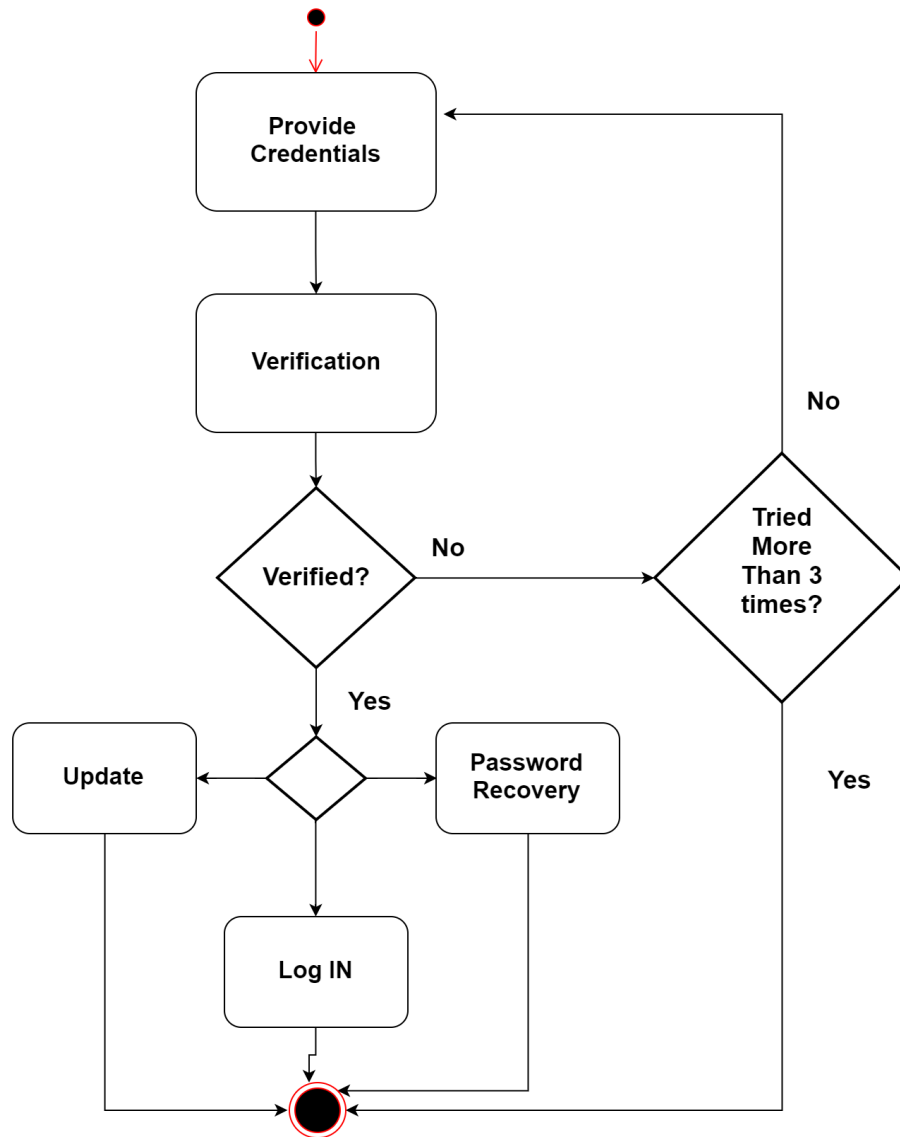 Provide
Credentials
Verification
No
Verified?
No
Tried
More
Than 3
times?
Yes
Update
Password
Recovery
Yes
Log IN